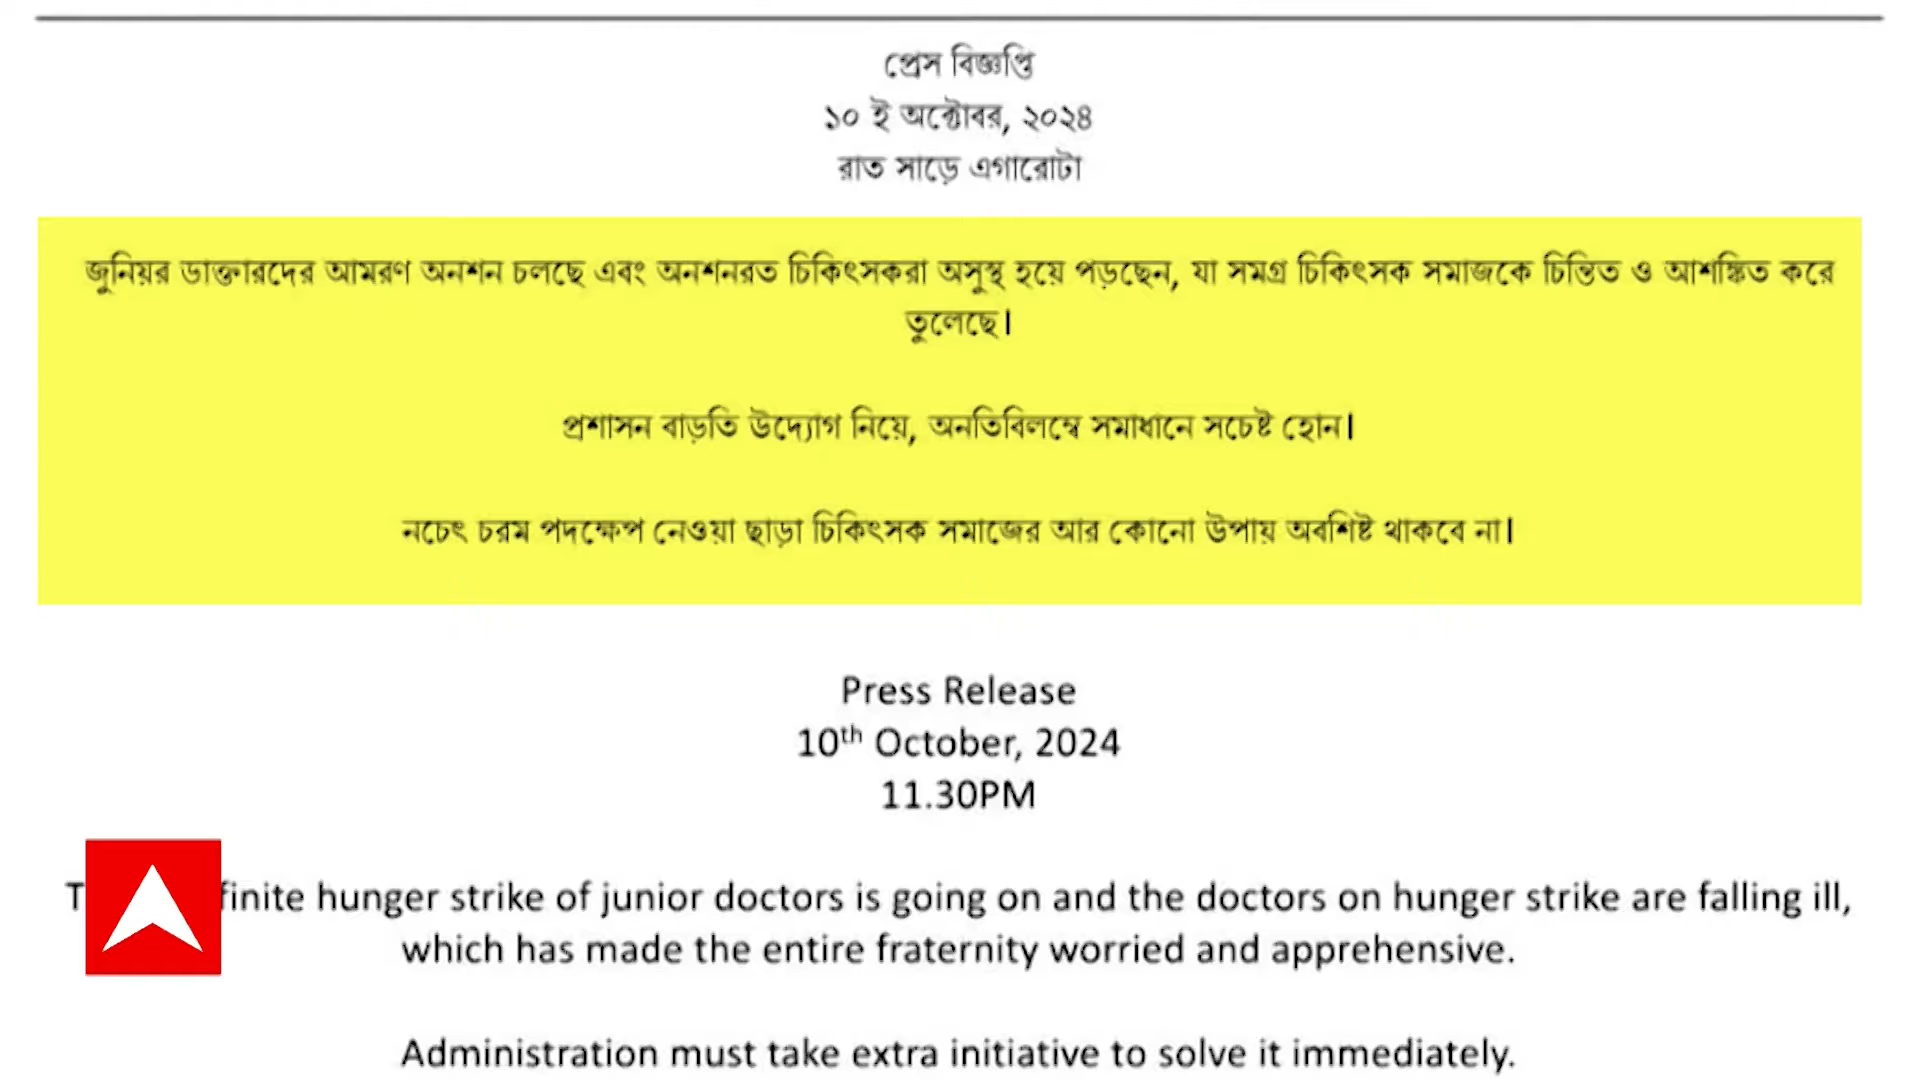 প্রেস বিজ্ঞপ্তি
১০ ই অক্টোবর, ২০২৪
রাত সাড়ে এগারোটা
জুনিয়র ডাক্তারদের আমরণ অনশন চলছে এবং অনশনরত চিকিৎসকরা অসুস্থ হয়ে পড়ছেন, যা সমগ্র চিকিৎসক সমাজকে চিন্তিত ও আশঙ্কিত করে
তুলেছে।
প্রশাসন বাড়তি উদ্যোগ নিয়ে, অনতিবিলম্বে সমাধানে সচেষ্ট হোন।
নচেৎ চরম পদক্ষেপ নেওয়া ছাড়া চিকিৎসক সমাজের আর কোনো উপায় অবশিষ্ট থাকবে না।
Press Release
10th October, 2024
11.30PM
hunger strike of junior doctors is going on and the doctors on hunger strike are falling ill,
which has made the entire fraternity worried and apprehensive.
Administration must take extra initiative to solve it immediately.